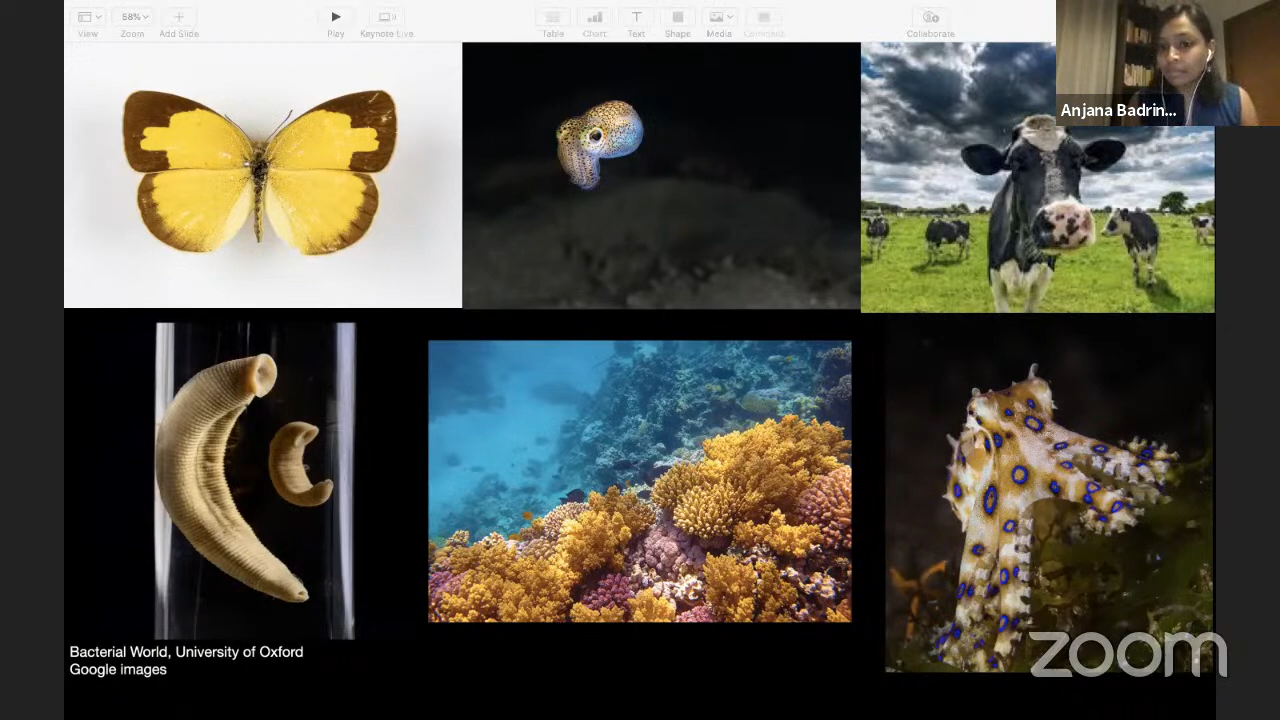 View
58%
Zoom
Add Slide
Play
Keynote Live
Table
Chart
Text
Shape
Media
Comment
Collaborate
Anjana Badrin...
Bacterial World, University of Oxford
Google images
zoom